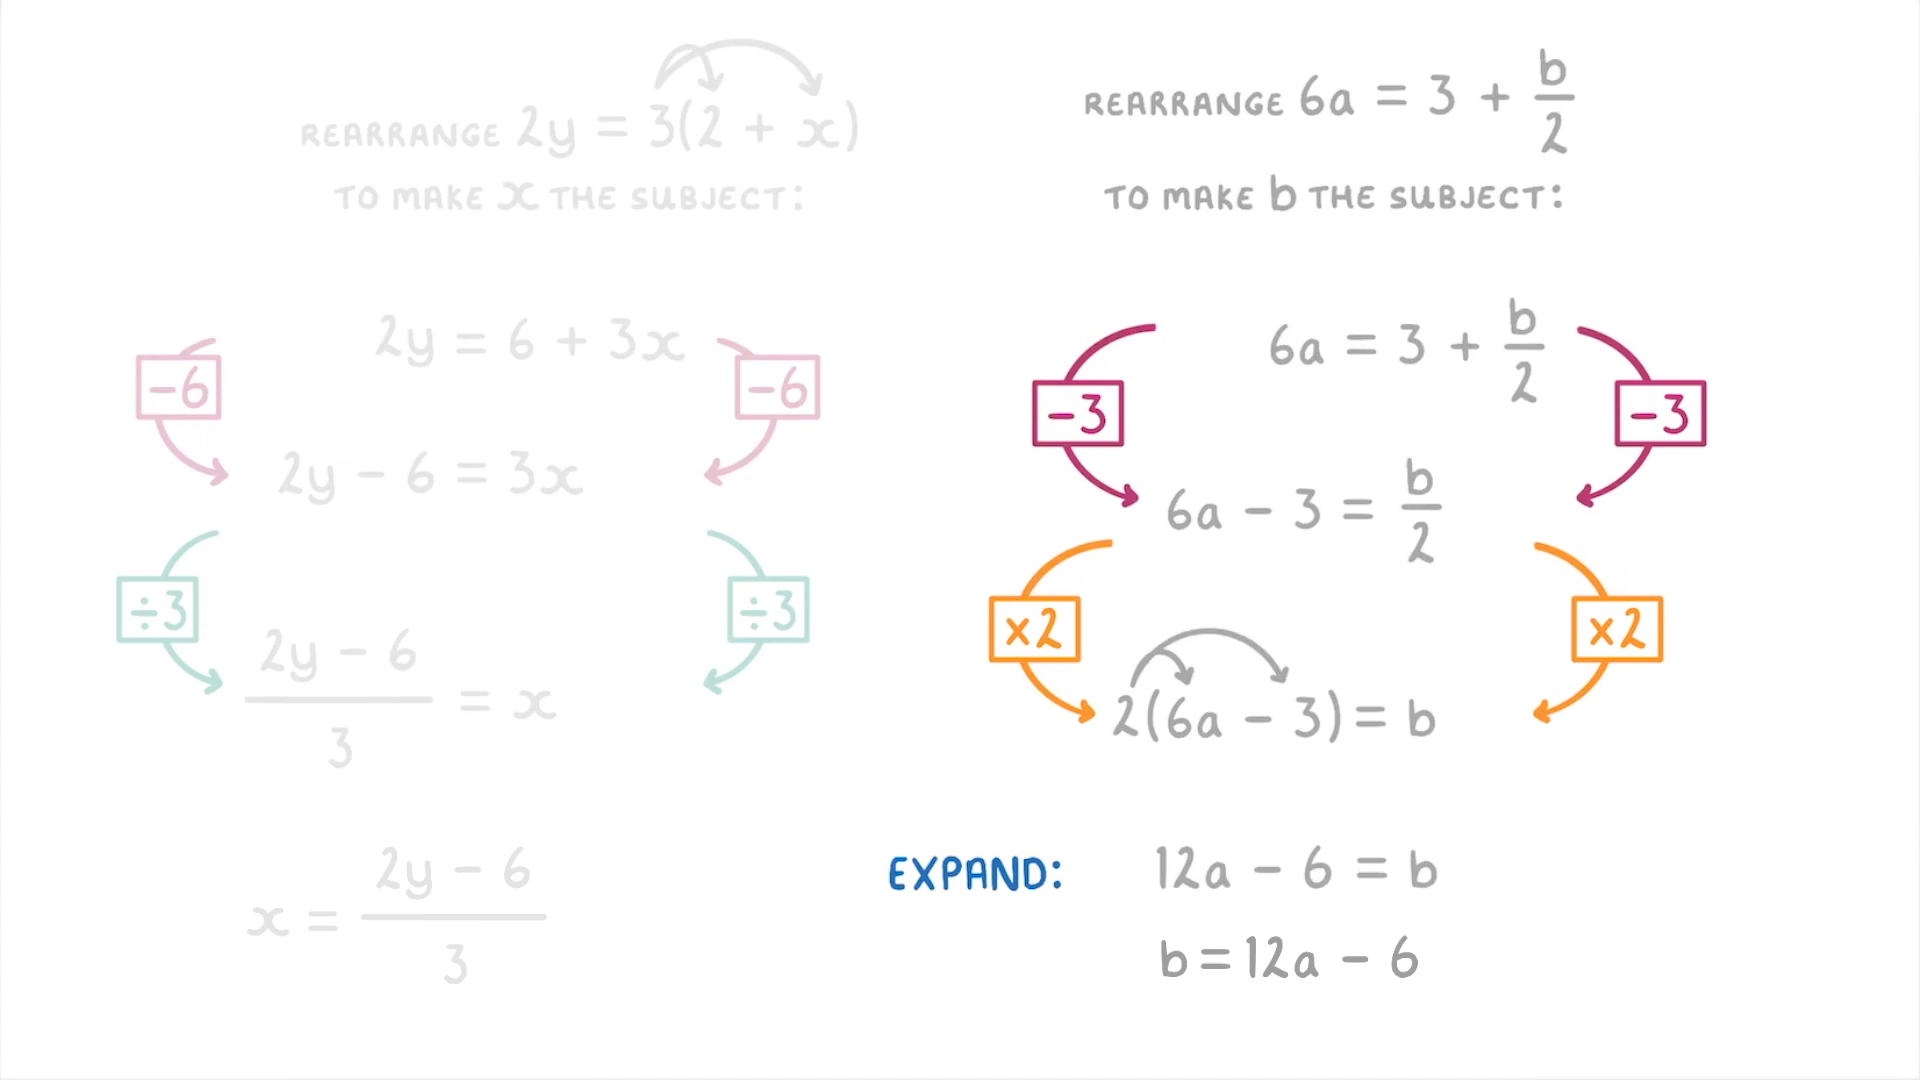 REARRANGE 2y = 3(2 + x)
TO MAKE x THE SUBJECT:
2y = 6 + 3x
-6 -6
2y - 6 = 3x
÷3 ÷3
2y - 6
3
= x
x =
2y - 6
3
REARRANGE 6a = 3 + b/2
TO MAKE b THE SUBJECT:
6a = 3 + b/2
-3 -3
6a - 3 = b/2
×2 ×2
2(6a - 3) = b
EXPAND: 12a - 6 = b
b = 12a - 6